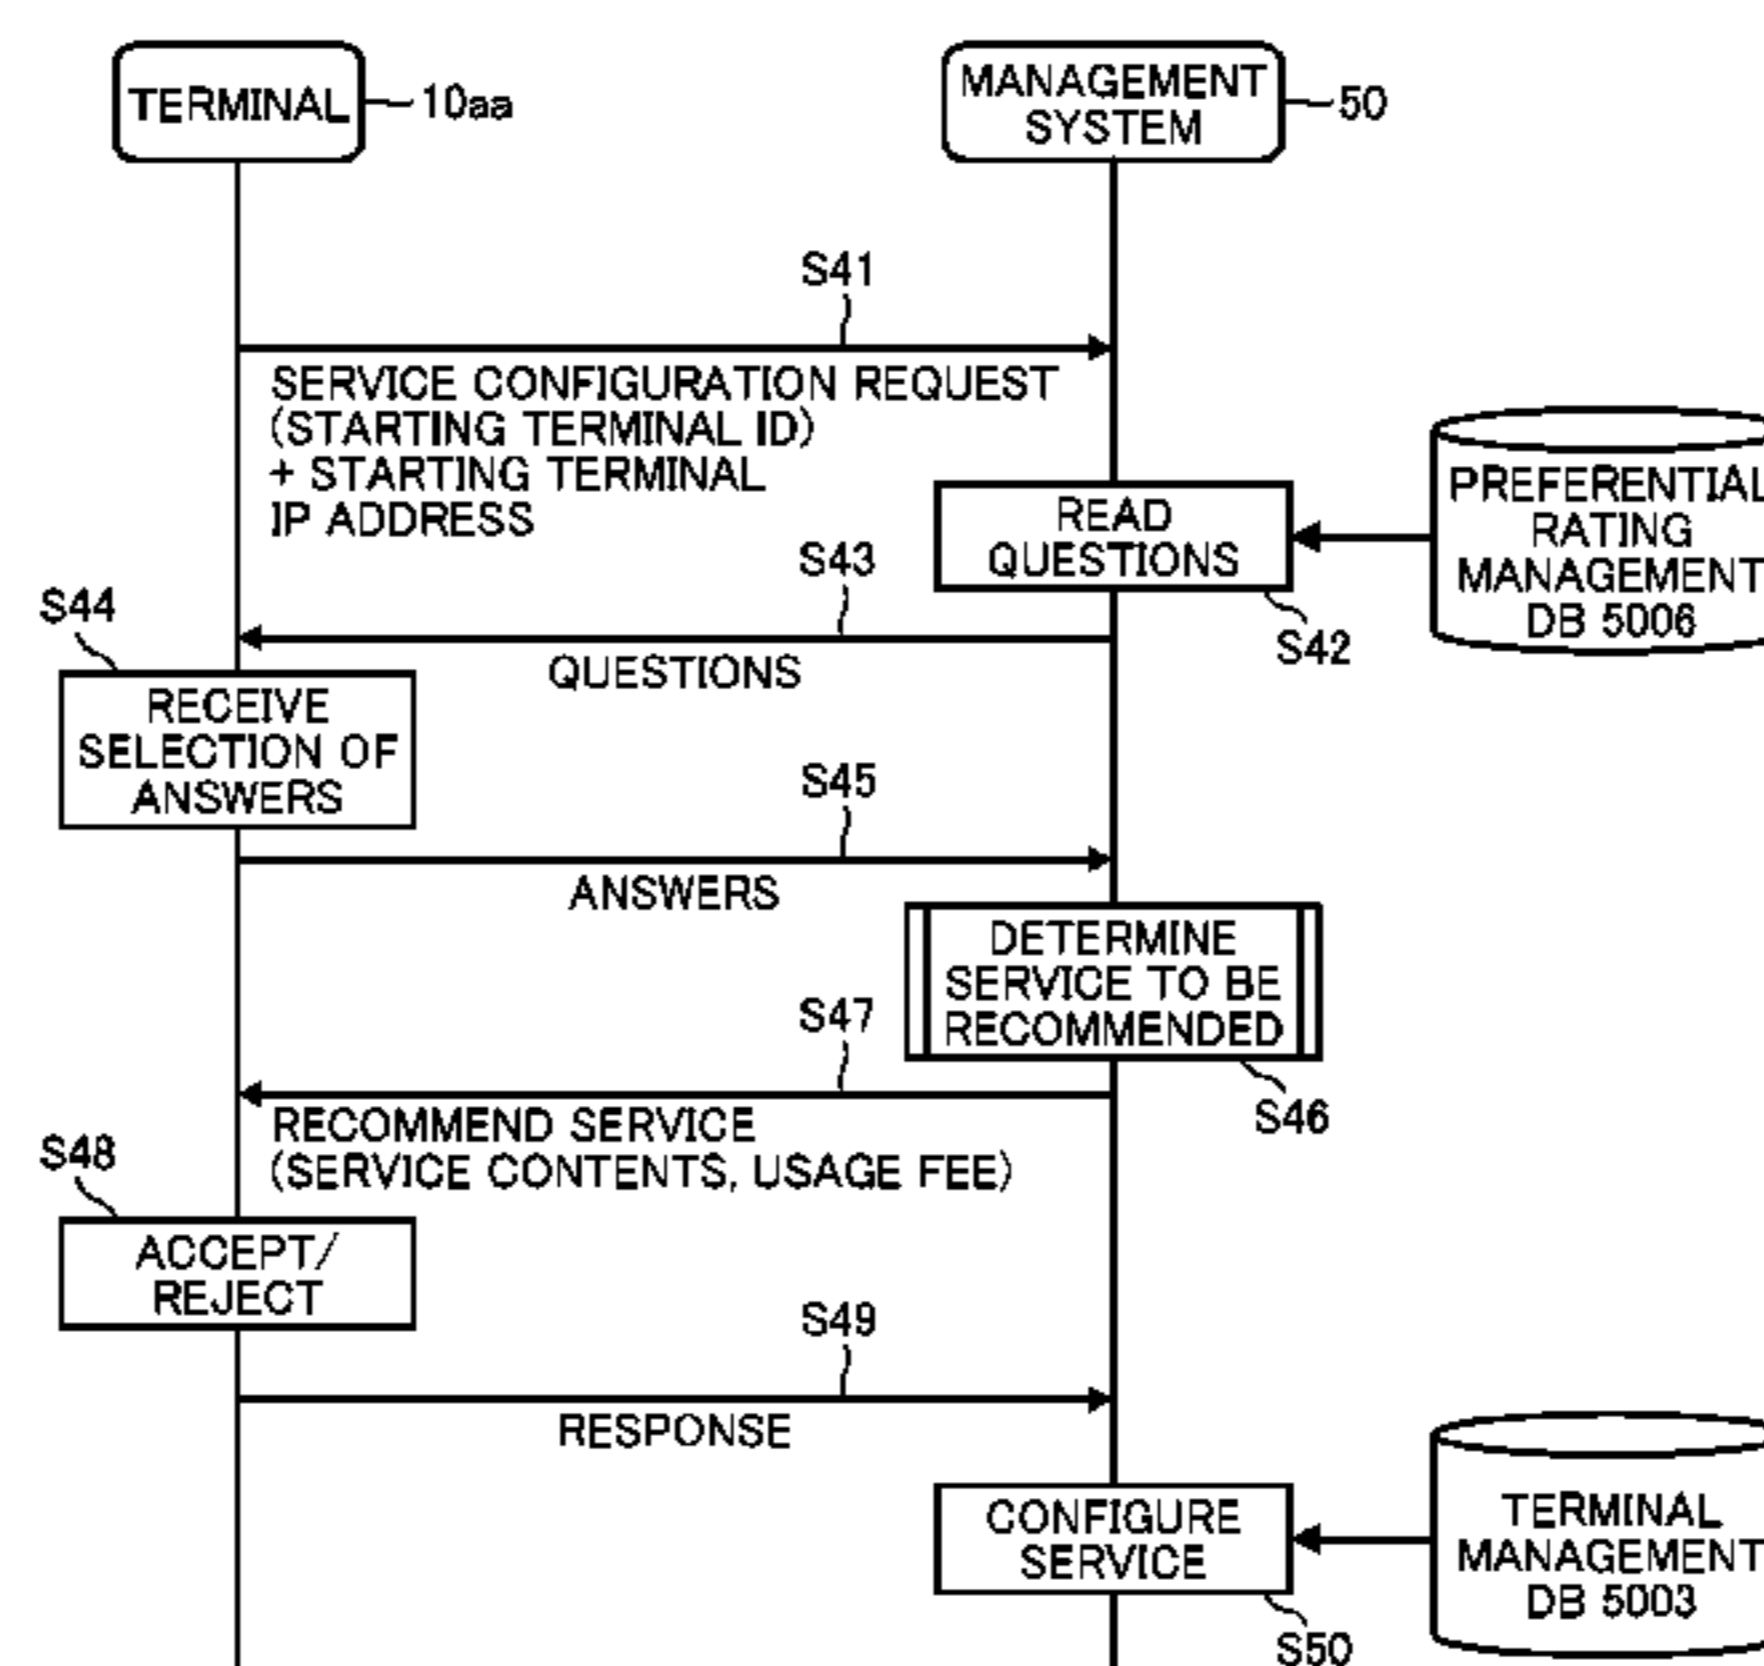 TERMINAL
10aa
MANAGEMENT
SYSTEM
50
S41
SERVICE CONFIGURATION REQUEST
(STARTING TERMINAL ID)
+ STARTING TERMINAL
IP ADDRESS
READ
QUESTIONS
S42
PREFERENTIAL
RATING
MANAGEMENT
DB 5006
S43
QUESTIONS
S44
RECEIVE
SELECTION OF
ANSWERS
S45
ANSWERS
DETERMINE
SERVICE TO BE
RECOMMENDED
S46
S47
RECOMMEND SERVICE
(SERVICE CONTENTS, USAGE FEE)
S48
ACCEPT/
REJECT
S49
RESPONSE
CONFIGURE
SERVICE
S50
TERMINAL
MANAGEMENT
DB 5003